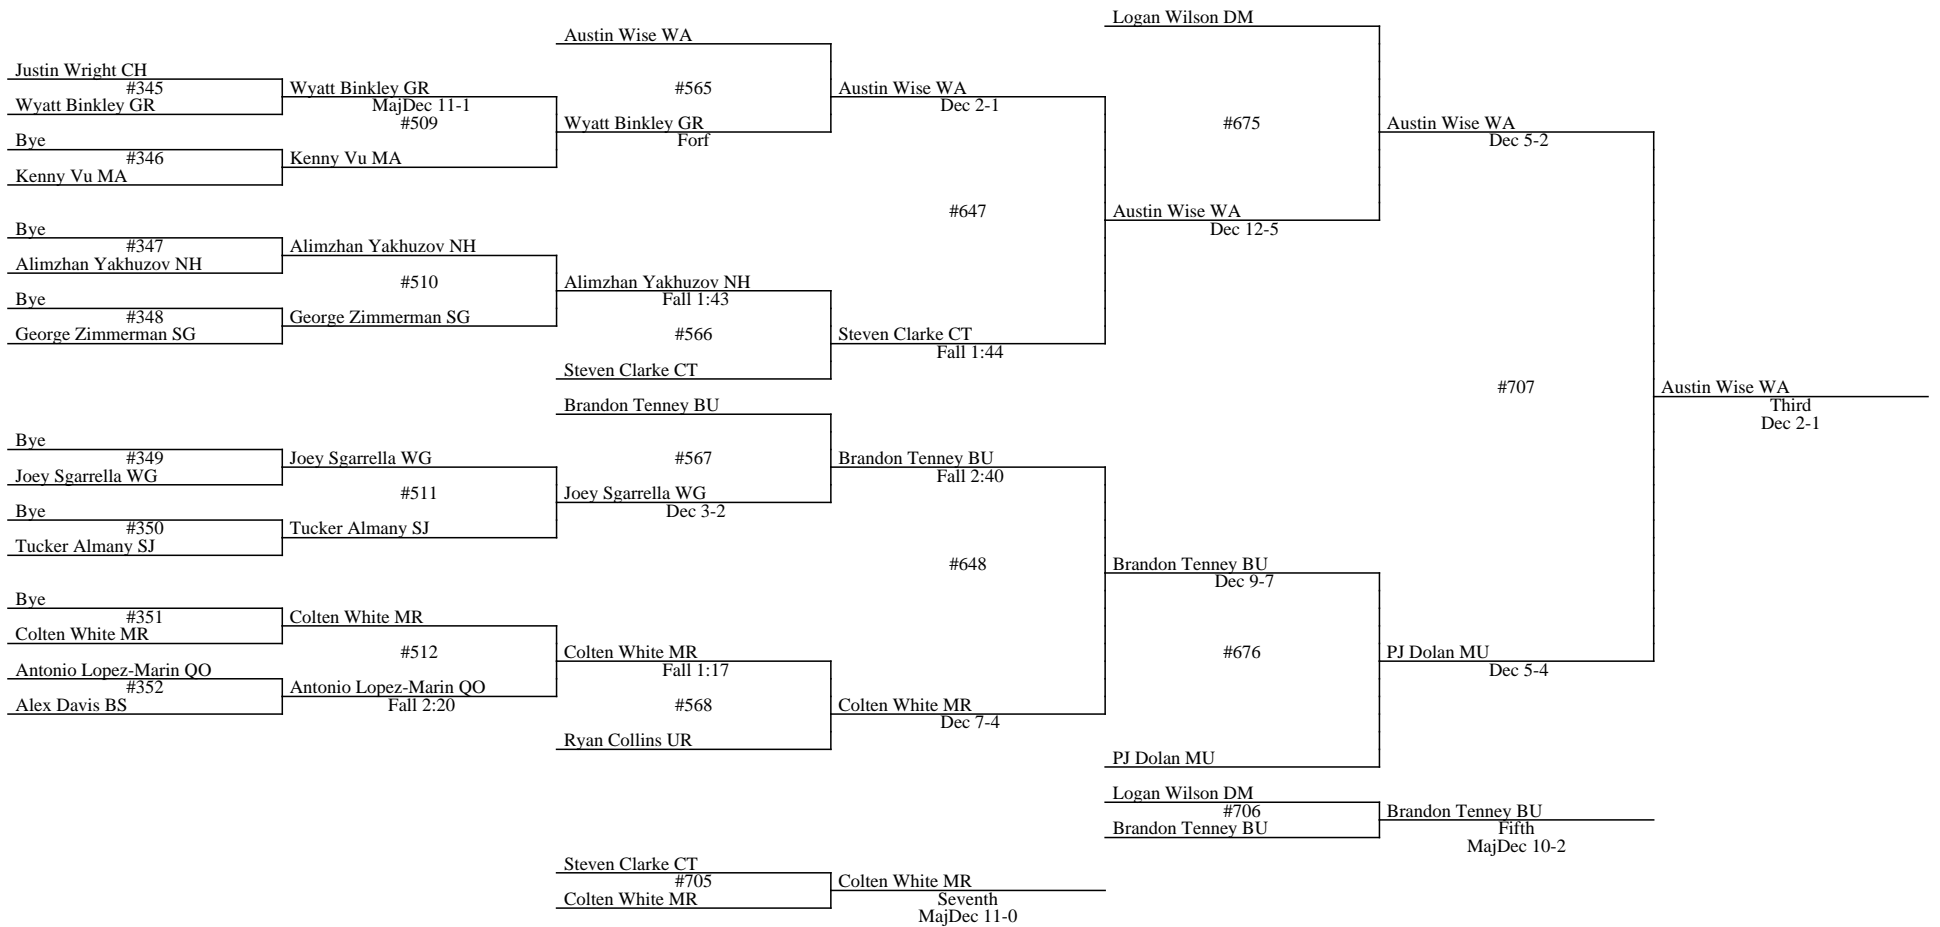 Logan Wilson DM
Austin Wise WA
Justin Wright CH
#345
Wyatt Binkley GR
Wyatt Binkley GR
MajDec 11-1
#509
Bye
#346
Kenny Vu MA
Kenny Vu MA
#565
Wyatt Binkley GR
Forf
Austin Wise WA
Dec 2-1
#675
Austin Wise WA
Dec 5-2
Bye
#347
Alimzhan Yakhuzov NH
Alimzhan Yakhuzov NH
#510
Bye
#348
George Zimmerman SG
George Zimmerman SG
Alimzhan Yakhuzov NH
Fall 1:43
#566
Steven Clarke CT
#647
Steven Clarke CT
Fall 1:44
Austin Wise WA
Dec 12-5
Brandon Tenney BU
Bye
#349
Joey Sgarrella WG
Joey Sgarrella WG
#511
Bye
#350
Tucker Almany SJ
Tucker Almany SJ
#567
Joey Sgarrella WG
Dec 3-2
Brandon Tenney BU
Fall 2:40
#707
Austin Wise WA
Third
Dec 2-1
Bye
#351
Colten White MR
Colten White MR
#512
Antonio Lopez-Marin QO
#352
Alex Davis BS
Antonio Lopez-Marin QO
Fall 2:20
Colten White MR
Fall 1:17
#568
Ryan Collins UR
#648
Colten White MR
Dec 7-4
Brandon Tenney BU
Dec 9-7
#676
PJ Dolan MU
PJ Dolan MU
Dec 5-4
Logan Wilson DM
#706
Brandon Tenney BU
Brandon Tenney BU
Fifth
MajDec 10-2
Steven Clarke CT
#705
Colten White MR
Colten White MR
Seventh
MajDec 11-0